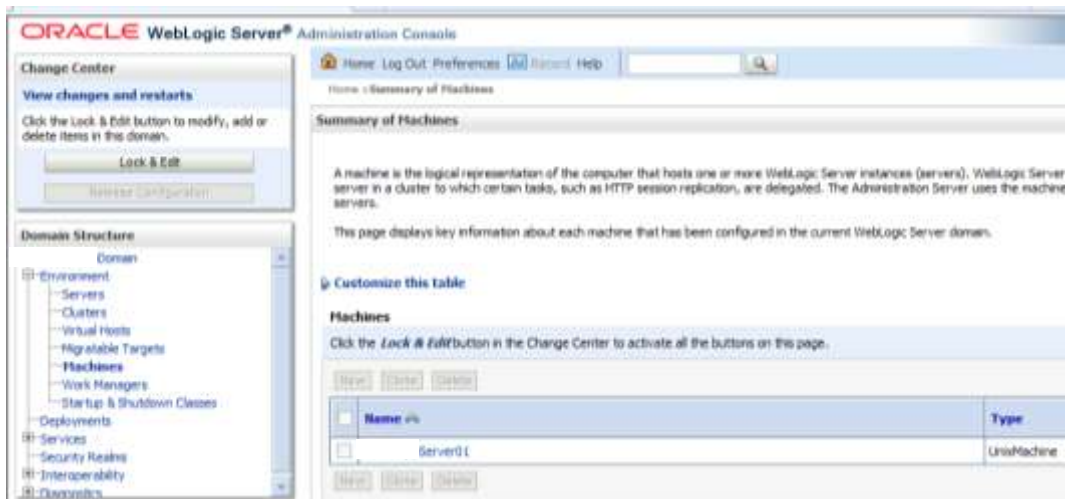 ORACLE WebLogic Server® Administration Console
Change Center
View changes and restarts
Click the Lock & Edit button to modify, add or
delete items in this domain.
Lock & Edit
Release Configuration
Domain Structure
Domain
Environment
Servers
Clusters
Virtual Hosts
Migratable Targets
Machines
Work Managers
Startup & Shutdown Classes
Deployments
Services
Security Realms
Interoperability
Diagnostics
Home Log Out Preferences Record Help
Home >Summary of Machines
Summary of Machines
A machine is the logical representation of the computer that hosts one or more WebLogic Server instances (servers). WebLogic Server
server in a cluster to which certain tasks, such as HTTP session replication, are delegated. The Administration Server uses the machine
servers.
This page displays key information about each machine that has been configured in the current WebLogic Server domain.
Customize this table
Machines
Click the Lock & Edit button in the Change Center to activate all the buttons on this page.
New Clone Delete
Name Type
Server01 UnixMachine
New Clone Delete